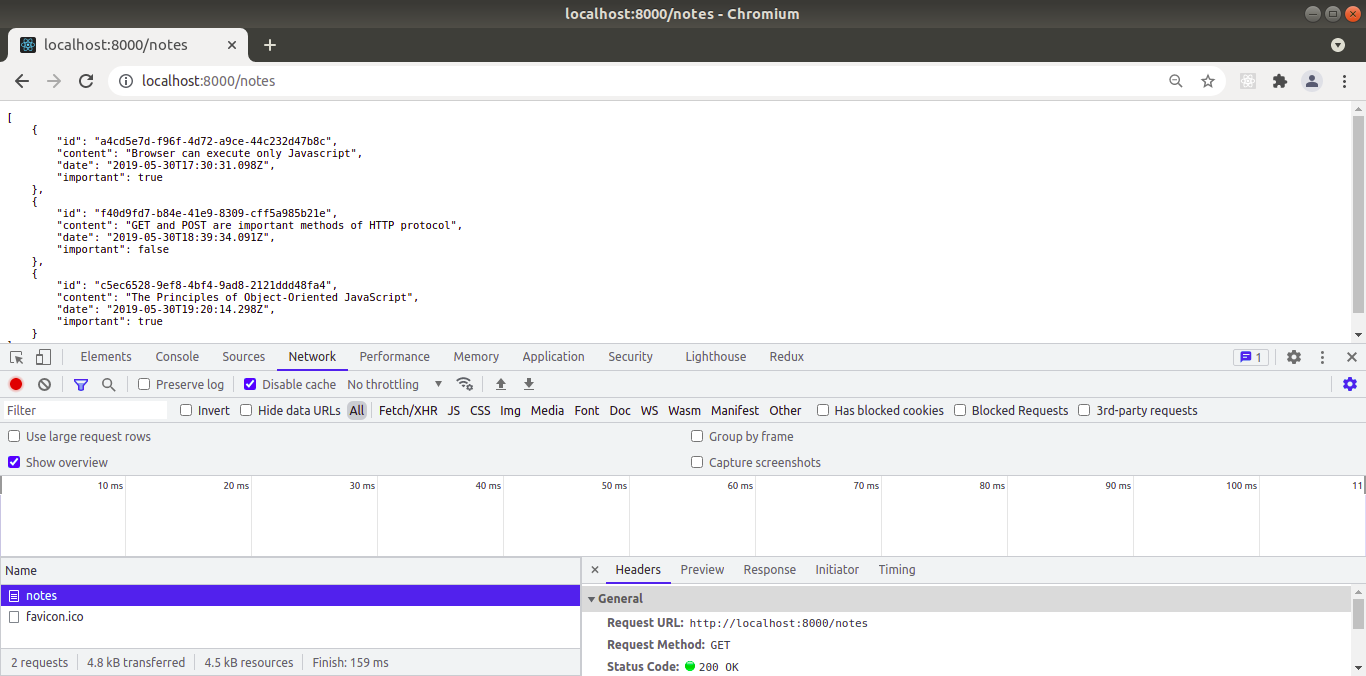 localhost:8000/notes - Chromium
localhost:8000/notes
localhost:8000/notes
[
    {
        "id": "a4cd5e7d-f96f-4d72-a9ce-44c232d47b8c",
        "content": "Browser can execute only Javascript",
        "date": "2019-05-30T17:30:31.098Z",
        "important": true
    },
    {
        "id": "f40d9fd7-b84e-41e9-8309-cff5a985b21e",
        "content": "GET and POST are important methods of HTTP protocol",
        "date": "2019-05-30T18:39:34.091Z",
        "important": false
    },
    {
        "id": "c5ec6528-9ef8-4bf4-9ad8-2121ddd48fa4",
        "content": "The Principles of Object-Oriented JavaScript",
        "date": "2019-05-30T19:20:14.298Z",
        "important": true
    }
Elements Console Sources Network Performance Memory Application Security Lighthouse Redux 1
Preserve log Disable cache No throttling
Filter Invert Hide data URLs All Fetch/XHR JS CSS Img Media Font Doc WS Wasm Manifest Other Has blocked cookies Blocked Requests 3rd-party requests
Use large request rows Group by frame
Show overview Capture screenshots
10 ms 20 ms 30 ms 40 ms 50 ms 60 ms 70 ms 80 ms 90 ms 100 ms 11
Name Headers Preview Response Initiator Timing
notes General
favicon.ico Request URL: http://localhost:8000/notes
Request Method: GET
2 requests 4.8 kB transferred 4.5 kB resources Finish: 159 ms Status Code: 200 OK